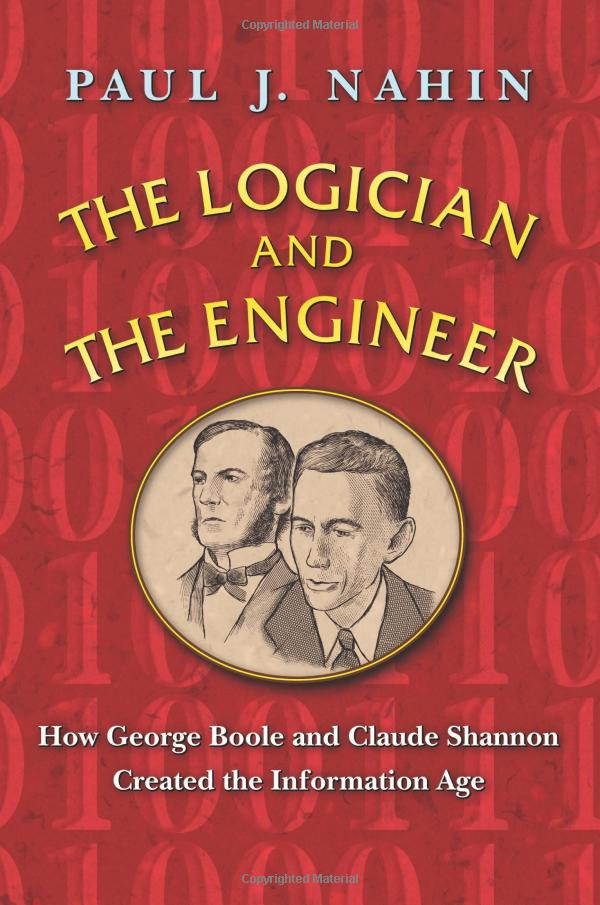 Copyrighted Material
PAUL J. NAHIN
THE LOGICIAN
AND
THE ENGINEER
How George Boole and Claude Shannon
Created the Information Age
Copyrighted Material